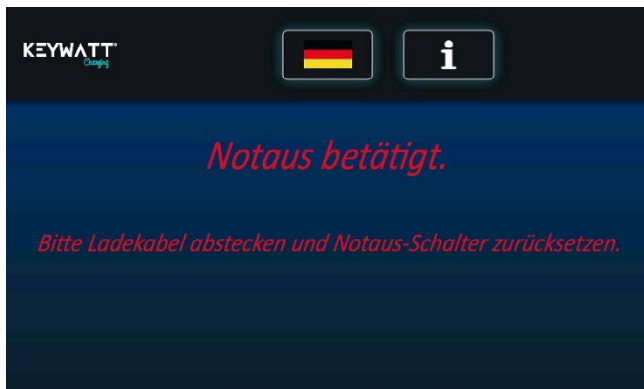 KEYWATT®
Charging
i
Notaus betätigt.
Bitte Ladekabel abstecken und Notaus-Schalter zurücksetzen.